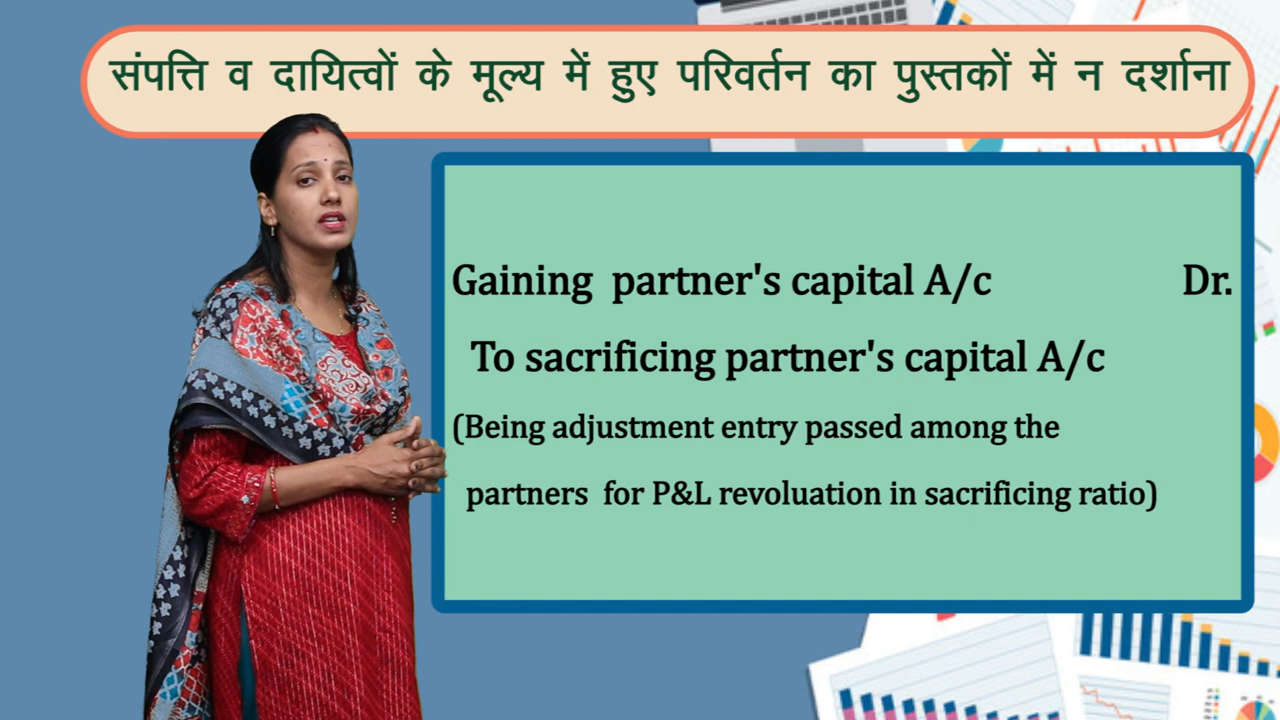 संपत्ति व दायित्वों के मूल्य में हुए परिवर्तन का पुस्तकों में न दर्शाना
Gaining partner's capital A/c Dr.
To sacrificing partner's capital A/c
(Being adjustment entry passed among the
partners for P&L revoluation in sacrificing ratio)